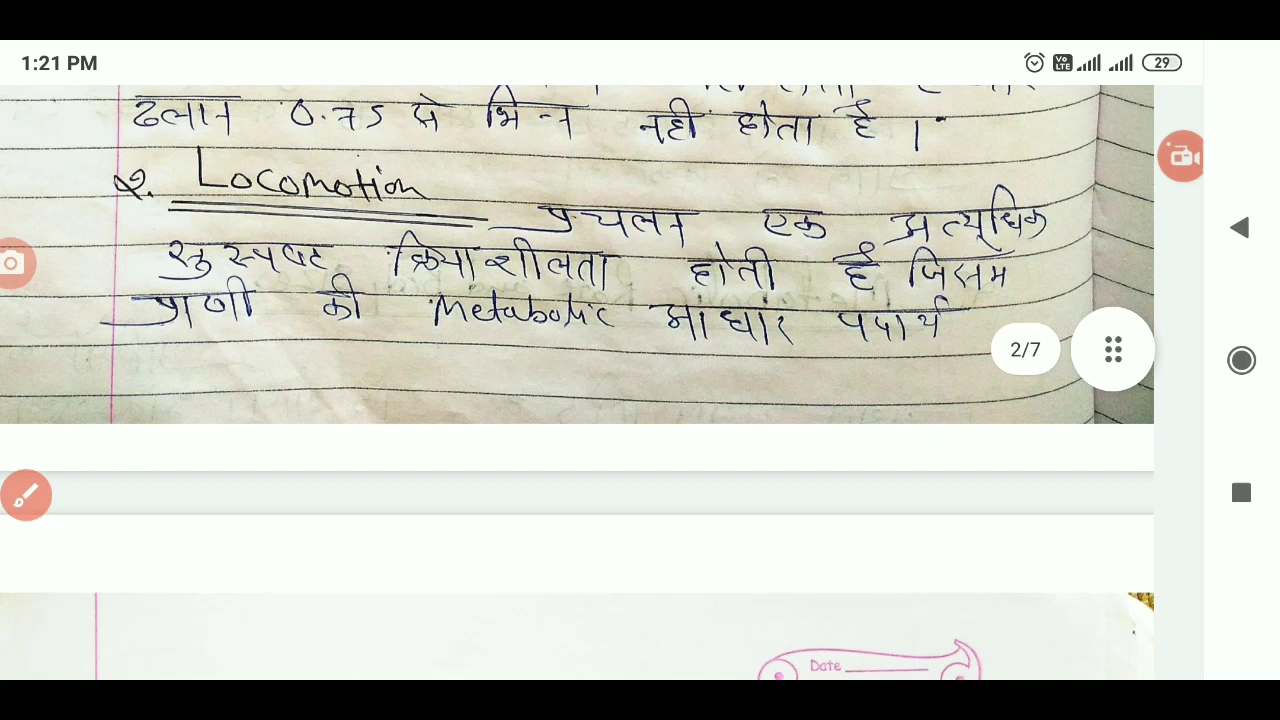 1:21 PM
29
ढलान 0.75 से भिन्न नही होता है ।
2. Locomotion
प्रचलन एक अत्यधिक
सुस्पष्ट क्रियाशीलता होती है जिसम
प्राणी की Metabolic आधार पदार्थ
2/7
Date